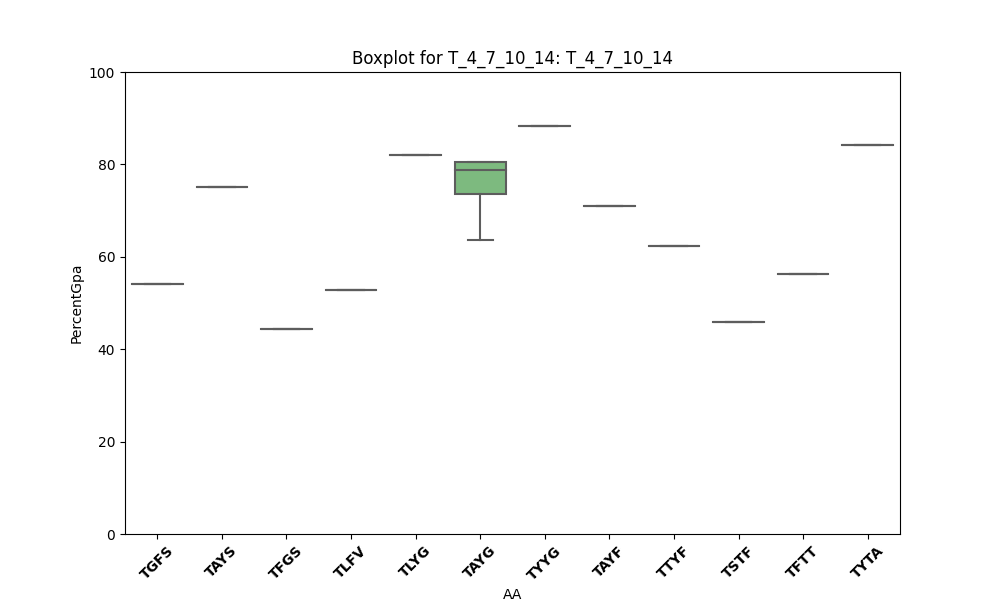 Boxplot for T_4_7_10_14: T_4_7_10_14
100
80
60
40
20
0
PercentGpa
TGFS
TAYS
TFGS
TLFV
TLYG
TAYG
TYYG
TAYF
TTYF
TSTF
TFTT
TYTA
AA